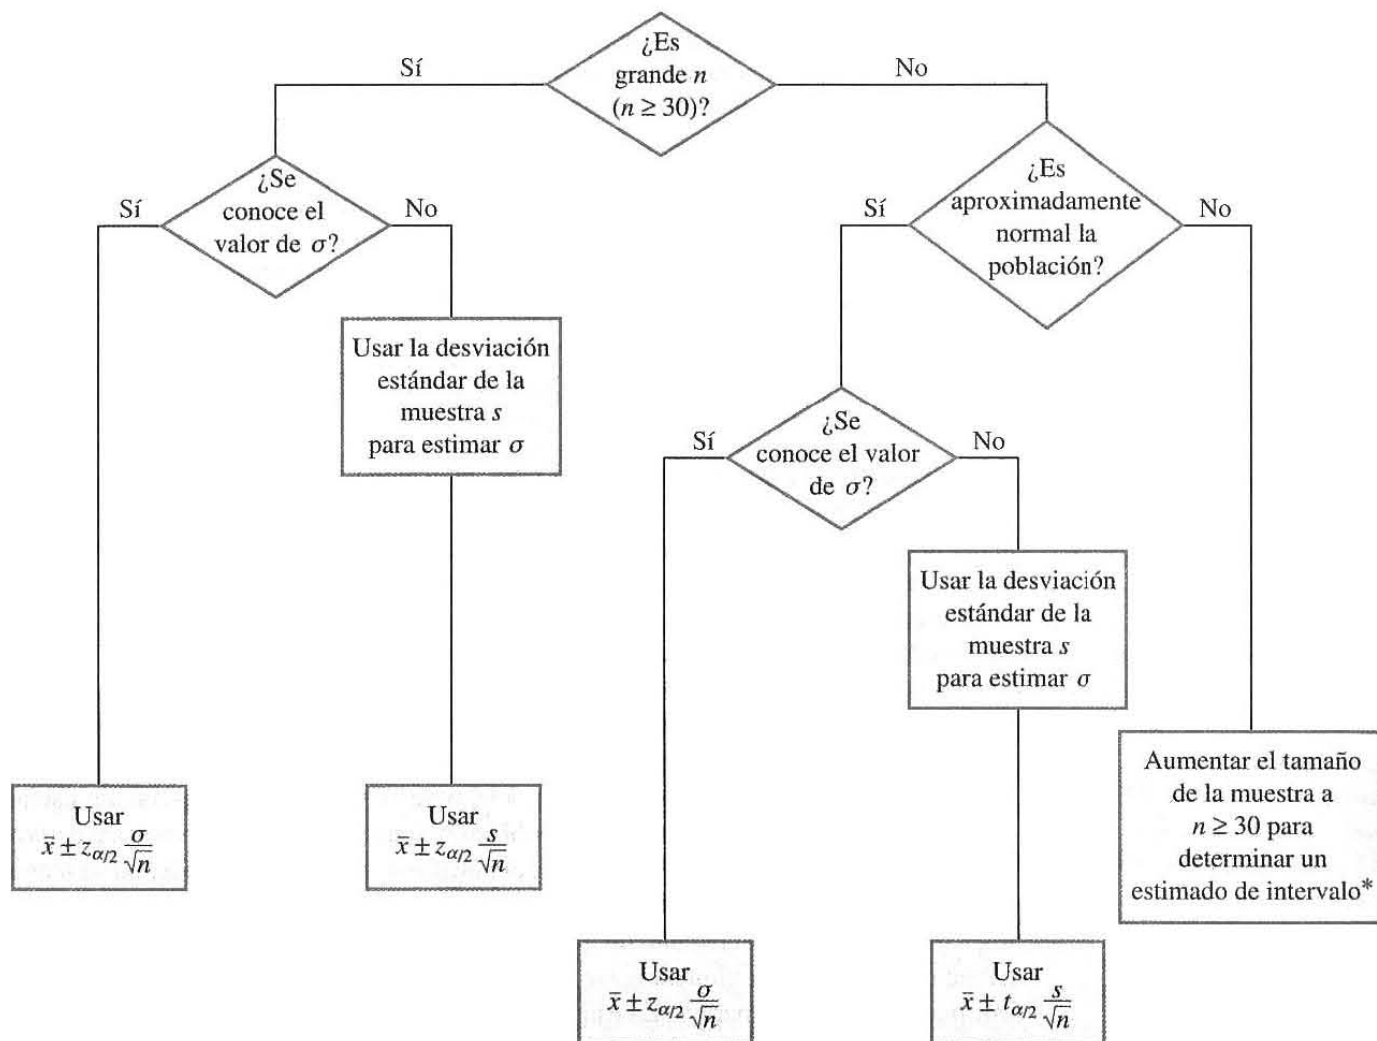 ¿Es
grande n
(n ≥ 30)?
Sí
No
¿Se
conoce el
valor de σ?
Sí
No
¿Es
aproximadamente
normal la
población?
Sí
No
Usar la desviación
estándar de la
muestra s
para estimar σ
¿Se
conoce el valor
de σ?
Sí
No
Usar la desviación
estándar de la
muestra s
para estimar σ
Usar
x̄ ± z_{α/2} σ/√n
Usar
x̄ ± z_{α/2} s/√n
Aumentar el tamaño
de la muestra a
n ≥ 30 para
determinar un
estimado de intervalo*
Usar
x̄ ± z_{α/2} σ/√n
Usar
x̄ ± t_{α/2} s/√n